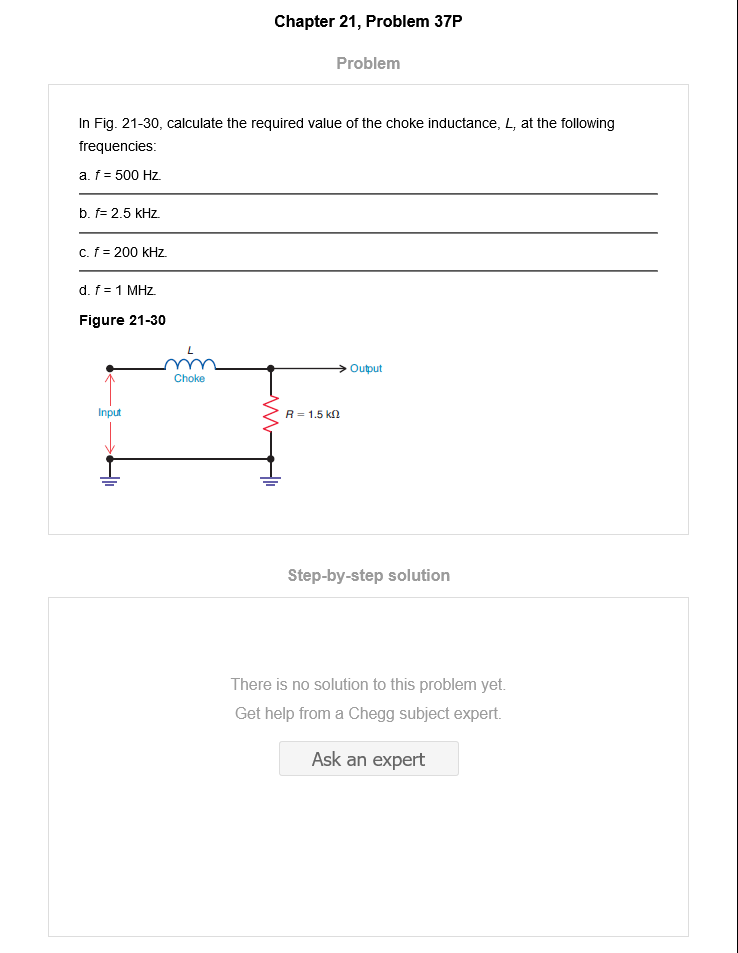 Chapter 21, Problem 37P
Problem
In Fig. 21-30, calculate the required value of the choke inductance, L, at the following
frequencies:
a. f = 500 Hz.
b. f= 2.5 kHz.
c. f = 200 kHz.
d. f = 1 MHz.
Figure 21-30
L
Choke
Output
Input
R = 1.5 kΩ
Step-by-step solution
There is no solution to this problem yet.
Get help from a Chegg subject expert.
Ask an expert